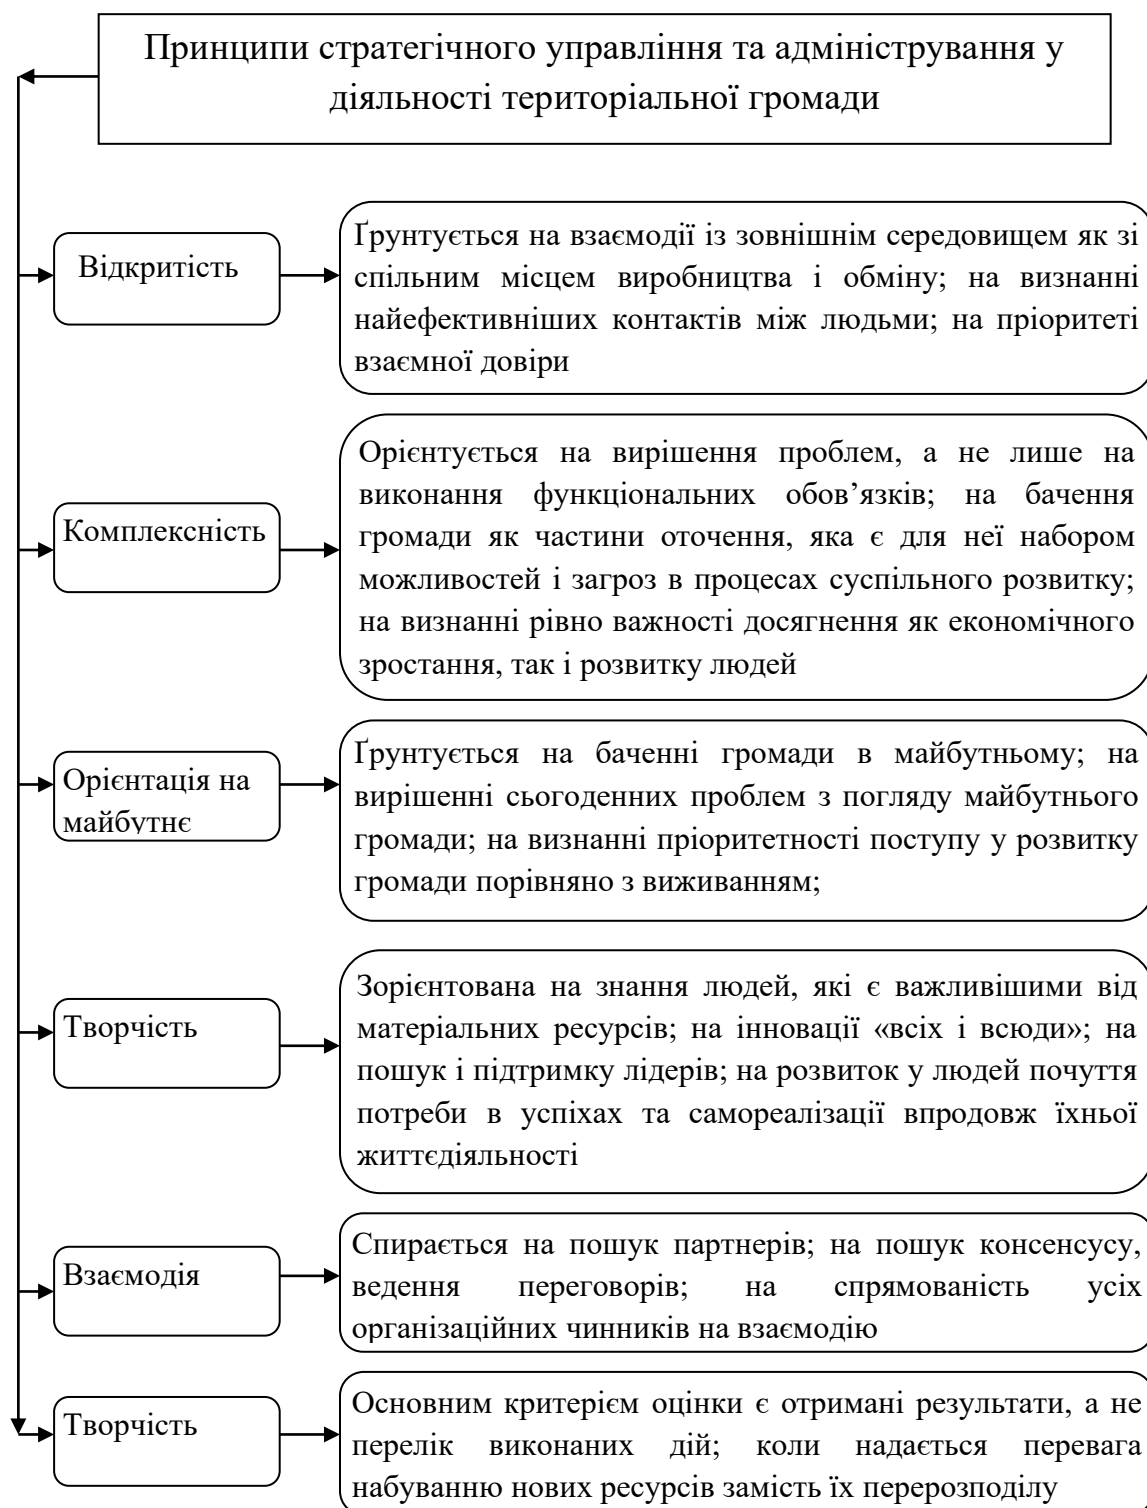 Принципи стратегічного управління та адміністрування у
діяльності територіальної громади
Відкритість
Ґрунтується на взаємодії із зовнішнім середовищем як зі
спільним місцем виробництва і обміну; на визнанні
найефективніших контактів між людьми; на пріоритеті
взаємної довіри
Комплексність
Орієнтується на вирішення проблем, а не лише на
виконання функціональних обов’язків; на бачення
громади як частини оточення, яка є для неї набором
можливостей і загроз в процесах суспільного розвитку;
на визнанні рівно важності досягнення як економічного
зростання, так і розвитку людей
Орієнтація на
майбутнє
Ґрунтується на баченні громади в майбутньому; на
вирішенні сьогоденних проблем з погляду майбутнього
громади; на визнанні пріоритетності поступу у розвитку
громади порівняно з виживанням;
Творчість
Зорієнтована на знання людей, які є важливішими від
матеріальних ресурсів; на інновації «всіх і всюди»; на
пошук і підтримку лідерів; на розвиток у людей почуття
потреби в успіхах та самореалізації впродовж їхньої
життєдіяльності
Взаємодія
Спирається на пошук партнерів; на пошук консенсусу,
ведення переговорів; на спрямованість усіх
організаційних чинників на взаємодію
Творчість
Основним критерієм оцінки є отримані результати, а не
перелік виконаних дій; коли надається перевага
набуванню нових ресурсів замість їх перерозподілу